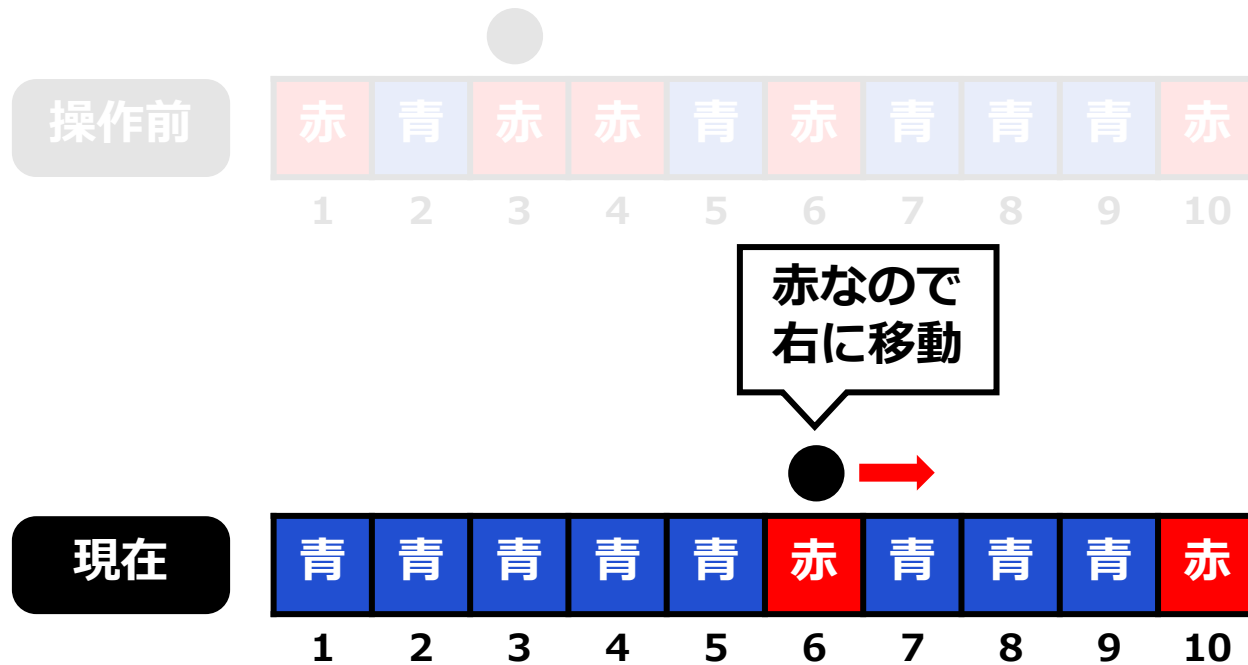 操作前 赤 青 赤 赤 青 赤 青 青 青 赤
1 2 3 4 5 6 7 8 9 10
赤なので
右に移動
現在 青 青 青 青 青 赤 青 青 青 赤
1 2 3 4 5 6 7 8 9 10